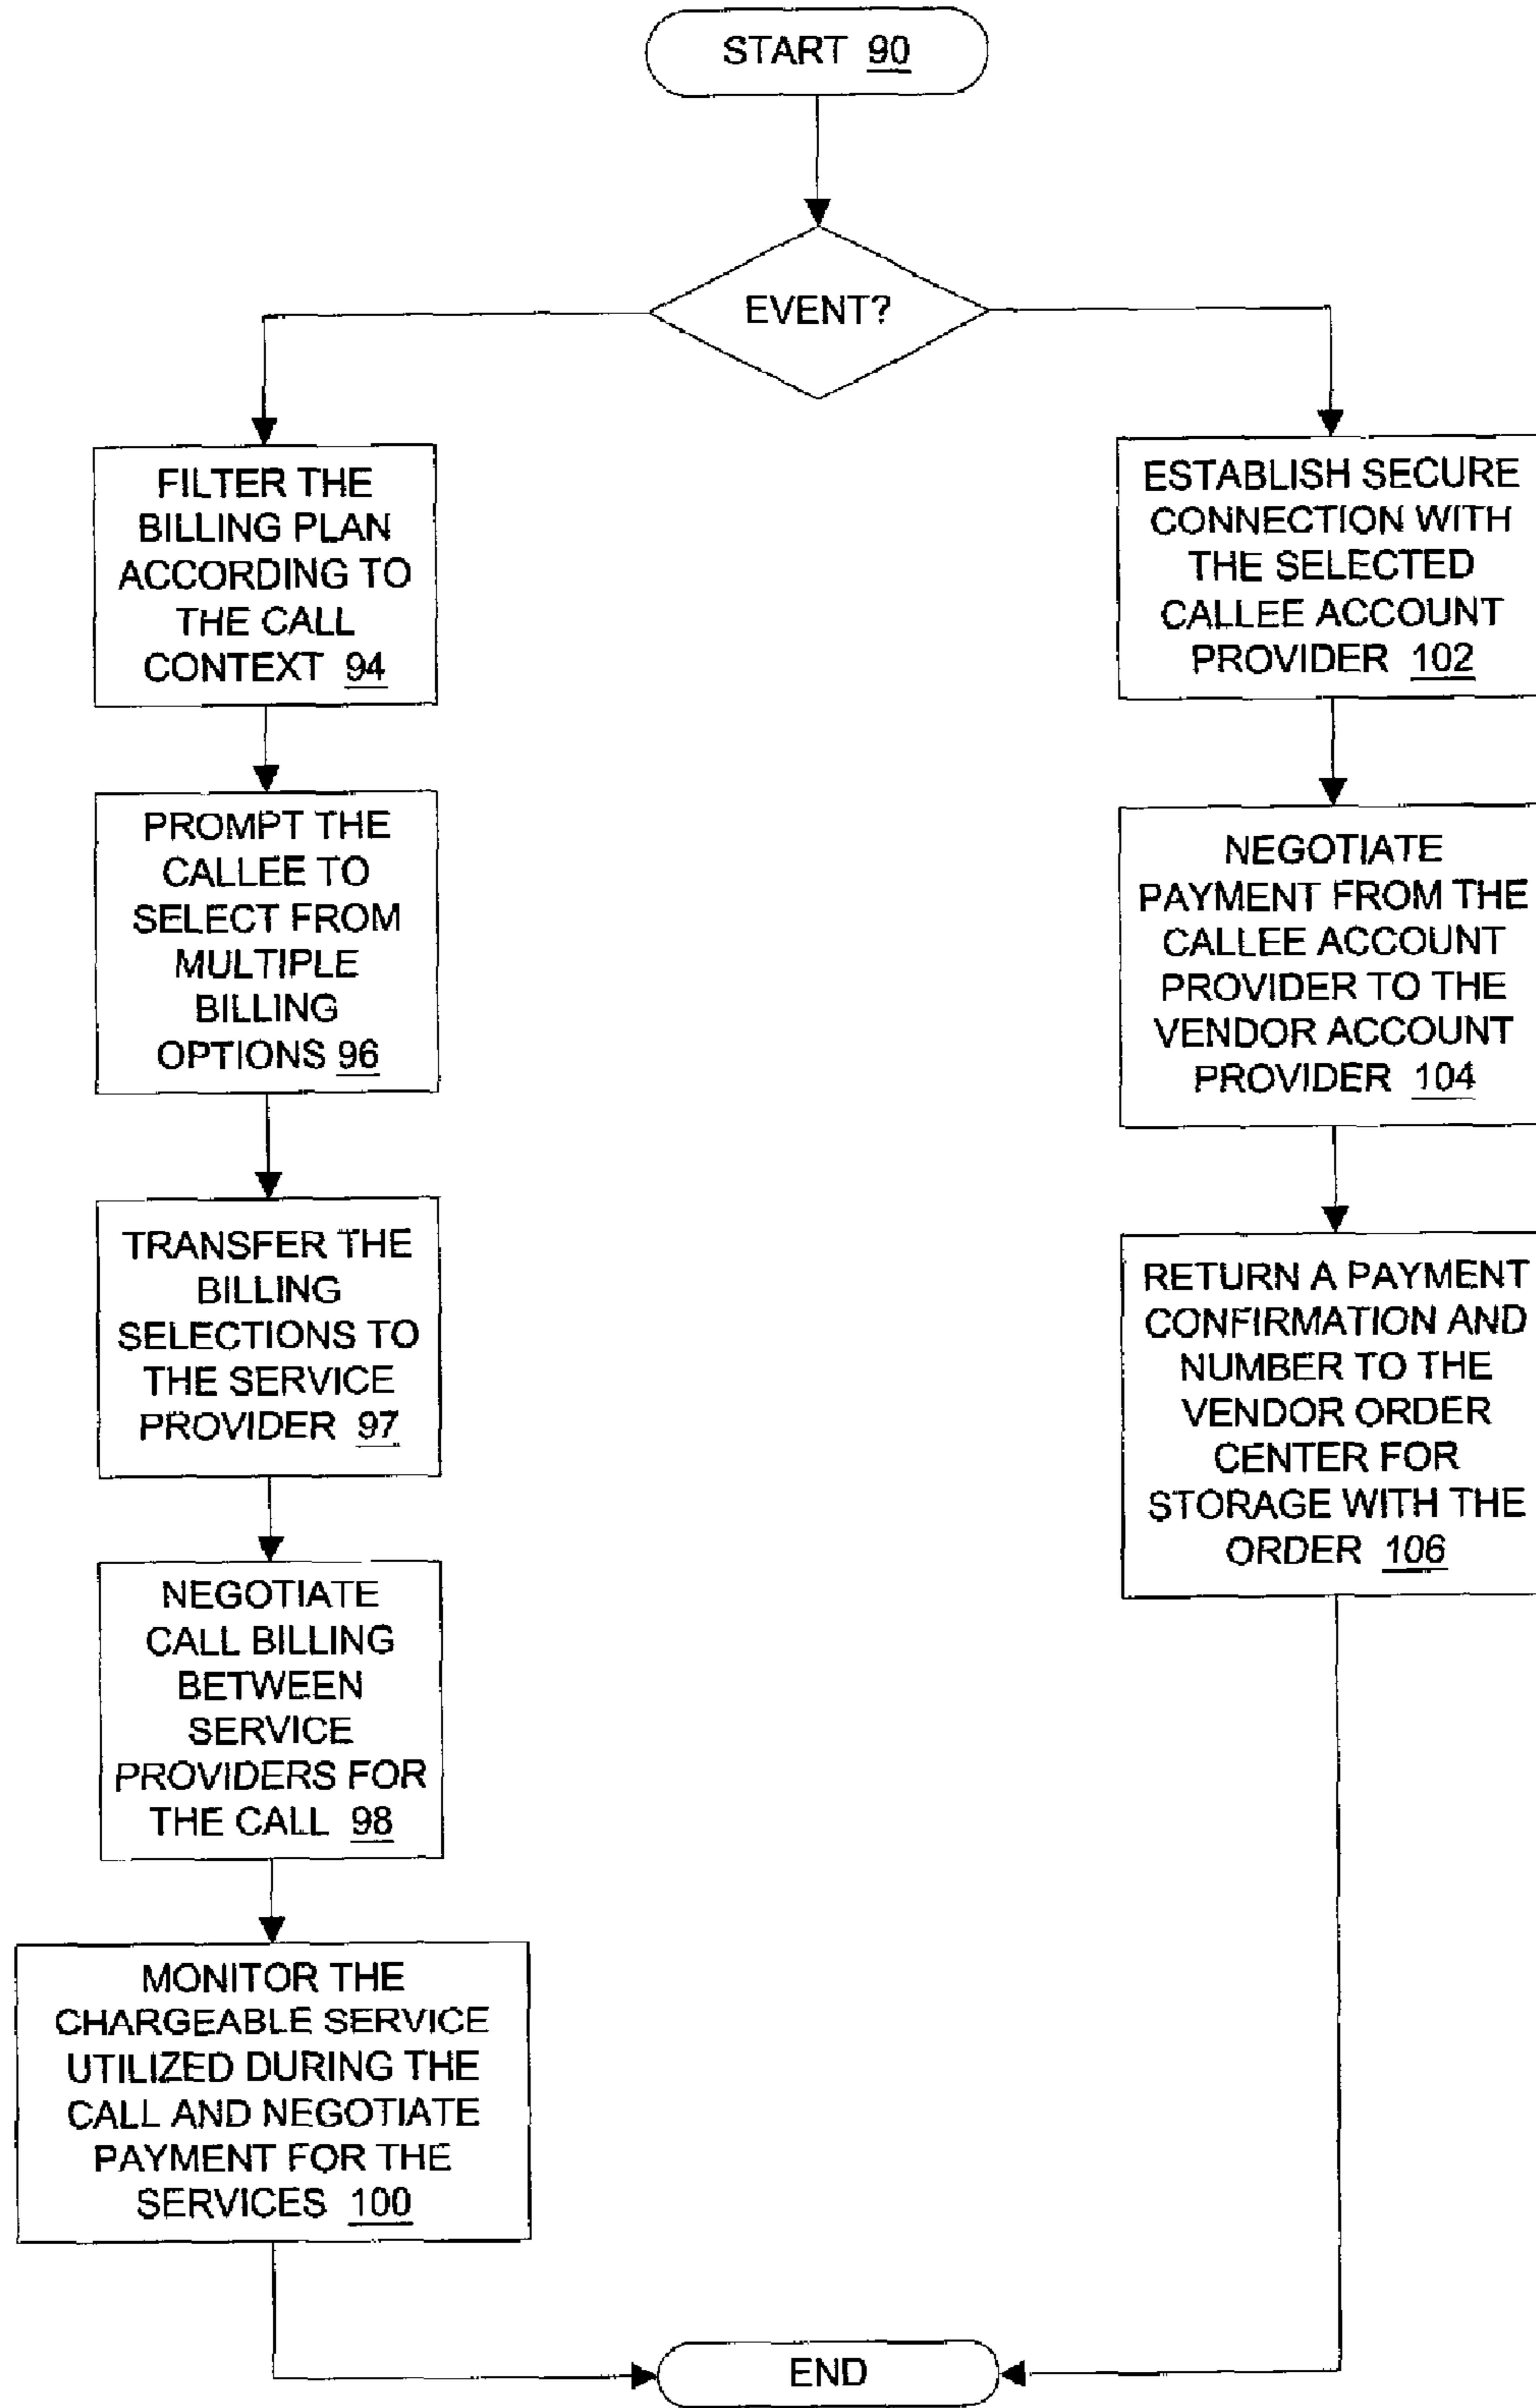 START 90
EVENT?
FILTER THE
BILLING PLAN
ACCORDING TO
THE CALL
CONTEXT 94
PROMPT THE
CALLEE TO
SELECT FROM
MULTIPLE
BILLING
OPTIONS 96
TRANSFER THE
BILLING
SELECTIONS TO
THE SERVICE
PROVIDER 97
NEGOTIATE
CALL BILLING
BETWEEN
SERVICE
PROVIDERS FOR
THE CALL 98
MONITOR THE
CHARGEABLE SERVICE
UTILIZED DURING THE
CALL AND NEGOTIATE
PAYMENT FOR THE
SERVICES 100
ESTABLISH SECURE
CONNECTION WITH
THE SELECTED
CALLEE ACCOUNT
PROVIDER 102
NEGOTIATE
PAYMENT FROM THE
CALLEE ACCOUNT
PROVIDER TO THE
VENDOR ACCOUNT
PROVIDER 104
RETURN A PAYMENT
CONFIRMATION AND
NUMBER TO THE
VENDOR ORDER
CENTER FOR
STORAGE WITH THE
ORDER 106
END